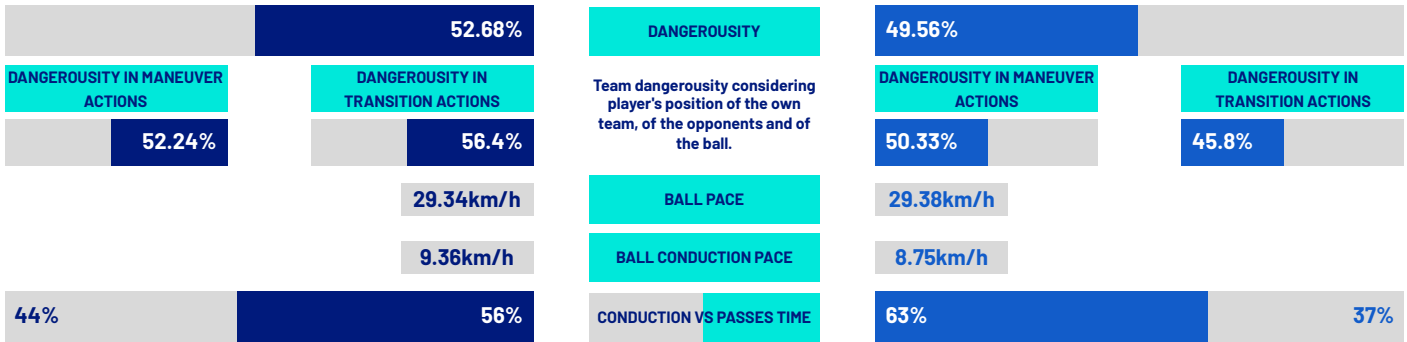 52.68%
DANGEROUSITY
49.56%
DANGEROUSITY IN MANEUVER
ACTIONS
DANGEROUSITY IN
TRANSITION ACTIONS
Team dangerousity considering
player's position of the own
team, of the opponents and of
the ball.
DANGEROUSITY IN MANEUVER
ACTIONS
DANGEROUSITY IN
TRANSITION ACTIONS
52.24%
56.4%
50.33%
45.8%
29.34km/h
BALL PACE
29.38km/h
9.36km/h
BALL CONDUCTION PACE
8.75km/h
44%
56%
CONDUCTION VS PASSES TIME
63%
37%